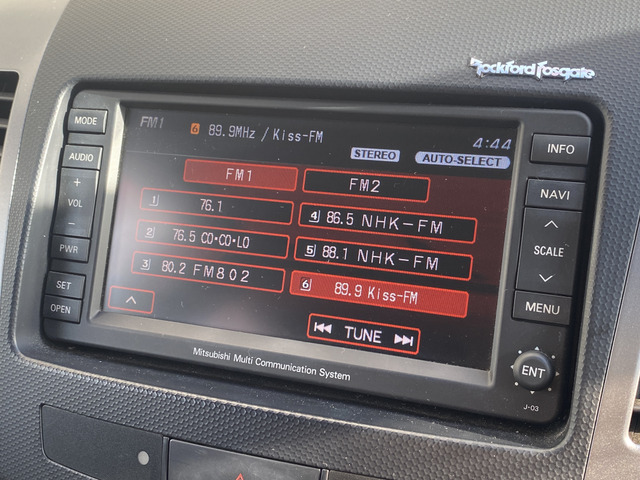 Rockford Fosgate
MODE
FM1
6 89.9MHz / Kiss-FM
4:44
INFO
AUDIO
STEREO
AUTO-SELECT
FM1
FM2
NAVI
+
VOL
-
1 76.1
4 86.5 NHK-FM
SCALE
2 76.5 CO・CO・LO
5 88.1 NHK-FM
PWR
3 80.2 FM802
6 89.9 Kiss-FM
SET
MENU
OPEN
TUNE
ENT
Mitsubishi Multi Communication System
J-03